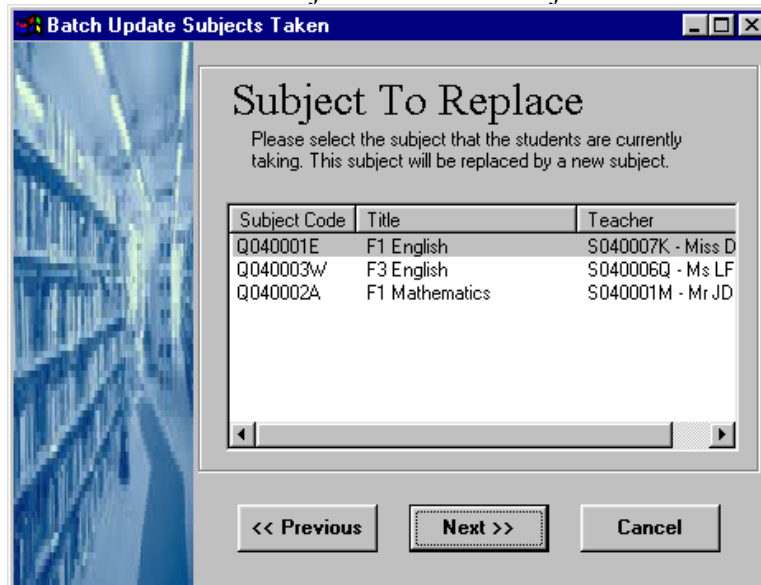 Batch Update Subjects Taken
Subject To Replace
Please select the subject that the students are currently
taking. This subject will be replaced by a new subject.
Subject Code Title Teacher
Q040001E F1 English S040007K - Miss D
Q040003W F3 English S040006Q - Ms LF
Q040002A F1 Mathematics S040001M - Mr JD
<< Previous Next >> Cancel